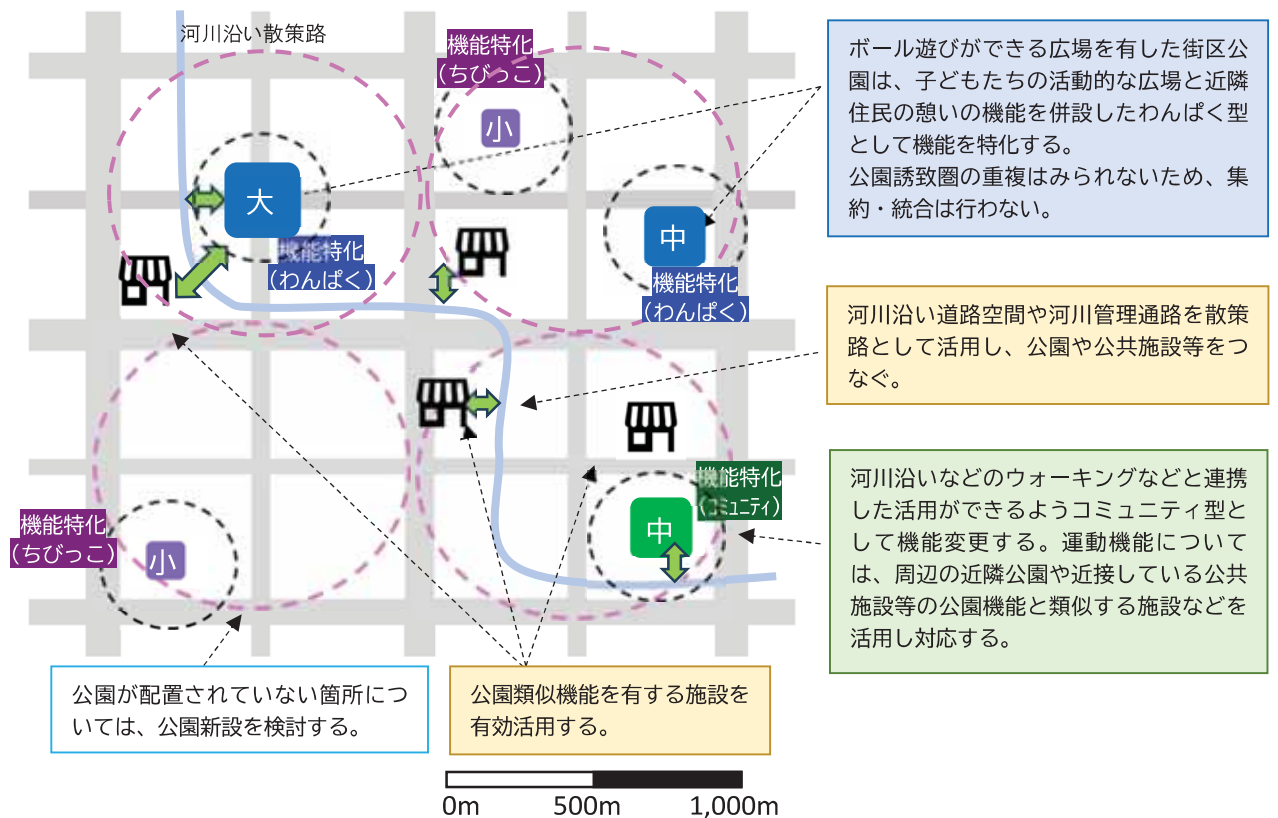 河川沿い散策路
機能特化
(ちびっこ)
小
大
機能特化
(わんぱく)
中
機能特化
(わんぱく)
ボール遊びができる広場を有した街区公
園は、子どもたちの活動的な広場と近隣
住民の憩いの機能を併設したわんぱく型
として機能を特化する。
公園誘致圏の重複はみられないため、集
約・統合は行わない。
河川沿い道路空間や河川管理通路を散策
路として活用し、公園や公共施設等をつ
なぐ。
機能特化
(コミュニティ)
中
河川沿いなどのウォーキングなどと連携
した活用ができるようコミュニティ型と
して機能変更する。運動機能について
は、周辺の近隣公園や近接している公共
施設等の公園機能と類似する施設などを
活用し対応する。
機能特化
(ちびっこ)
小
公園が配置されていない箇所につ
いては、公園新設を検討する。
公園類似機能を有する施設を
有効活用する。
0m 500m 1,000m